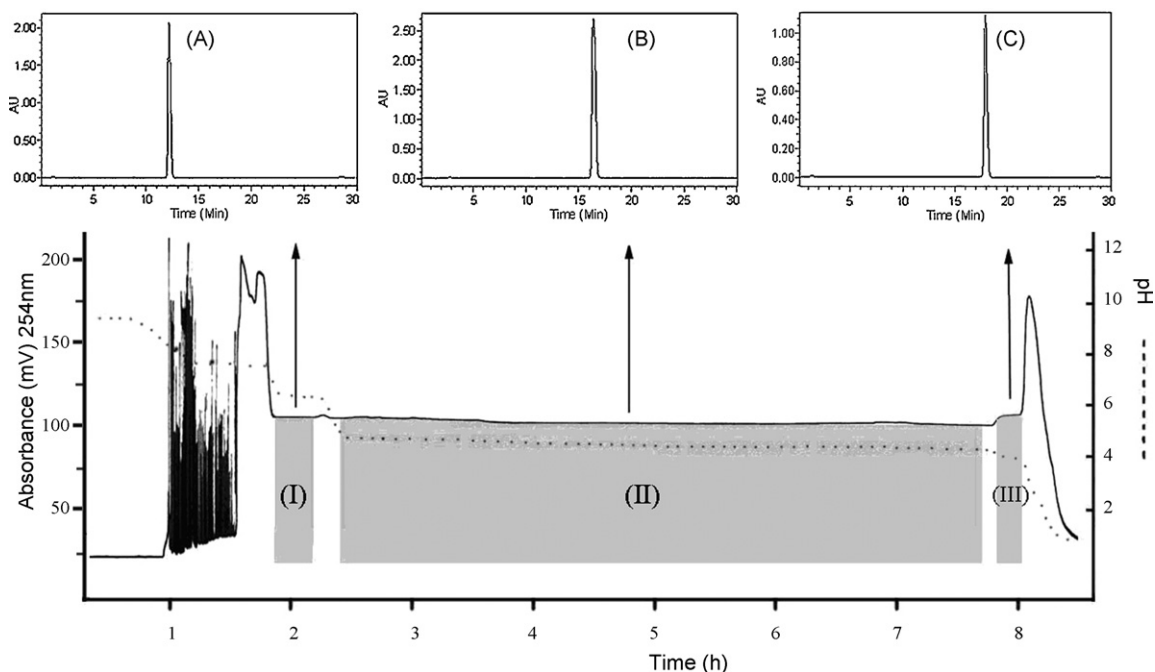 (A)
2.00
1.50
1.00
0.50
0.00
AU
5 10 15 20 25 30
Time (Min)
(B)
2.50
2.00
1.50
1.00
0.50
0.00
AU
5 10 15 20 25 30
Time (Min)
(C)
1.00
0.80
0.60
0.40
0.20
0.00
AU
5 10 15 20 25 30
Time (Min)
Absorbance (mV) 254nm
200
150
100
50
(I)
(II)
(III)
12
10
8
6
4
2
pH
1 2 3 4 5 6 7 8
Time (h)